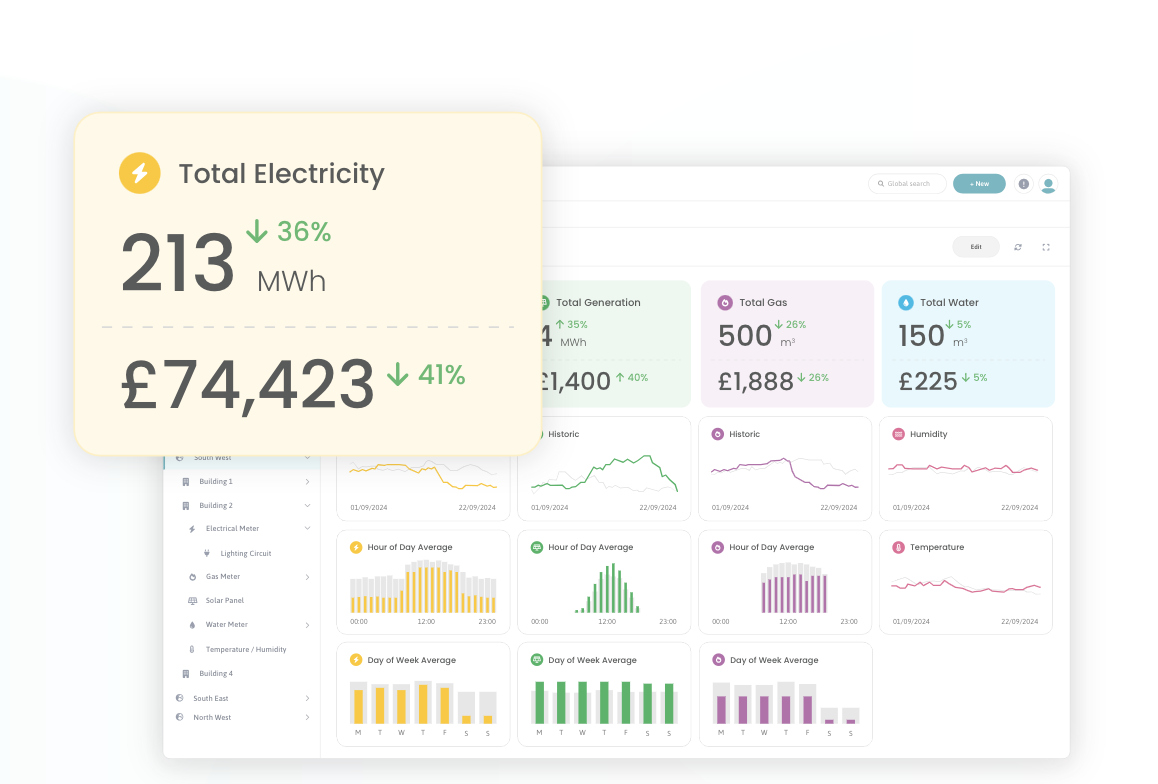 Total Electricity
213 36%
MWh
£74,423 41%
Global search
+ New
Edit
Total Generation
4 35%
MWh
£1,400 40%
Total Gas
500 26%
m³
£1,888 26%
Total Water
150 5%
m³
£225 5%
South West
Building 1
Building 2
Electrical Meter
Lighting Circuit
Gas Meter
Solar Panel
Water Meter
Temperature / Humidity
Building 4
South East
North West
01/09/2024 22/09/2024
Historic
01/09/2024 22/09/2024
Historic
01/09/2024 22/09/2024
Humidity
01/09/2024 22/09/2024
Hour of Day Average
00:00 12:00 23:00
Hour of Day Average
00:00 12:00 23:00
Hour of Day Average
00:00 12:00 23:00
Temperature
01/09/2024 22/09/2024
Day of Week Average
M T W T F S S
Day of Week Average
M T W T F S S
Day of Week Average
M T W T F S S